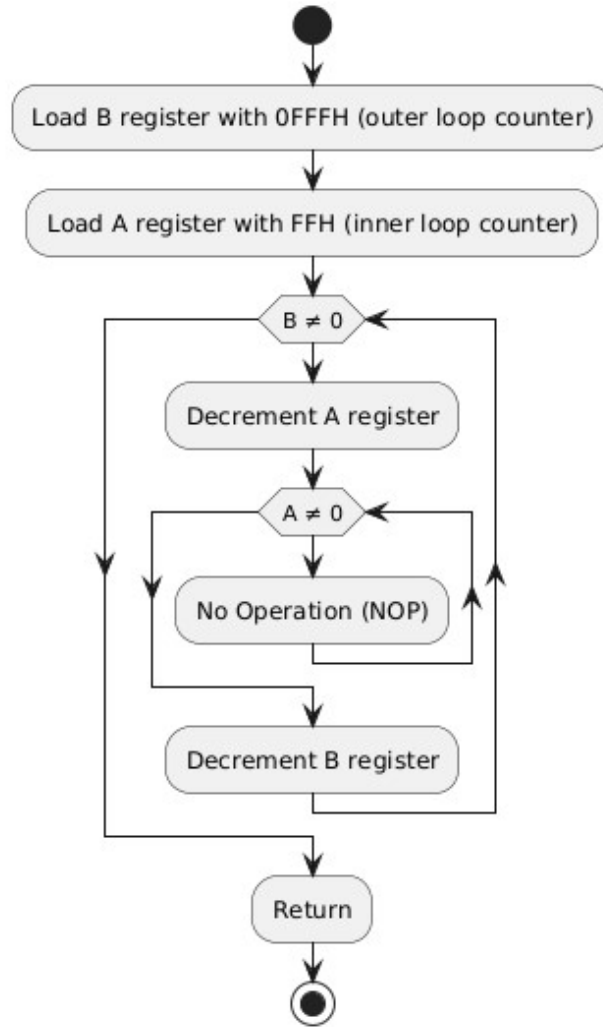 Load B register with 0FFFH (outer loop counter)
Load A register with FFH (inner loop counter)
B ≠ 0
Decrement A register
A ≠ 0
No Operation (NOP)
Decrement B register
Return